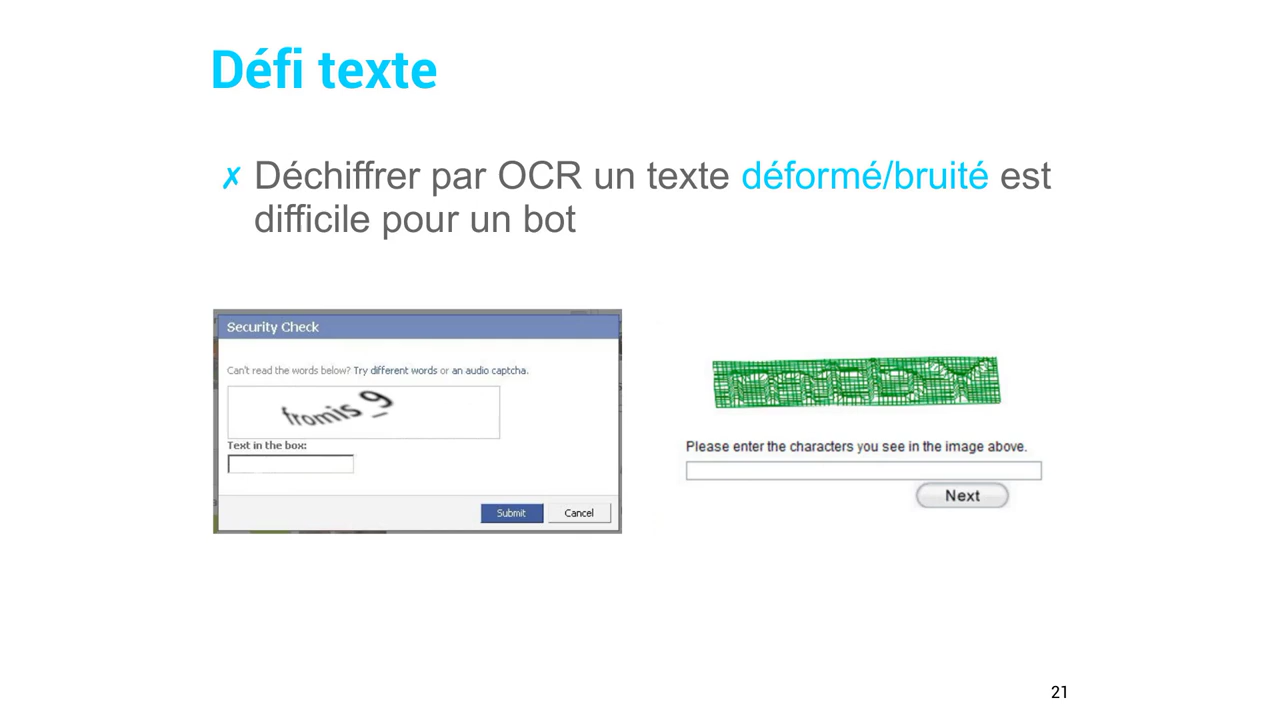 Défi texte
✗ Déchiffrer par OCR un texte déformé/bruité est
difficile pour un bot
Security Check
Can't read the words below? Try different words or an audio captcha.
fromis_9
Text in the box:
Submit Cancel
Please enter the characters you see in the image above.
Next
21